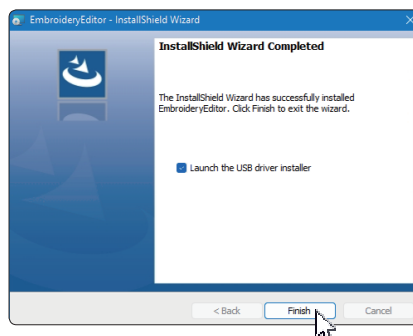 EmbroideryEditor - InstallShield Wizard
InstallShield Wizard Completed
The InstallShield Wizard has successfully installed
EmbroideryEditor. Click Finish to exit the wizard.
Launch the USB driver installer
< Back Finish Cancel